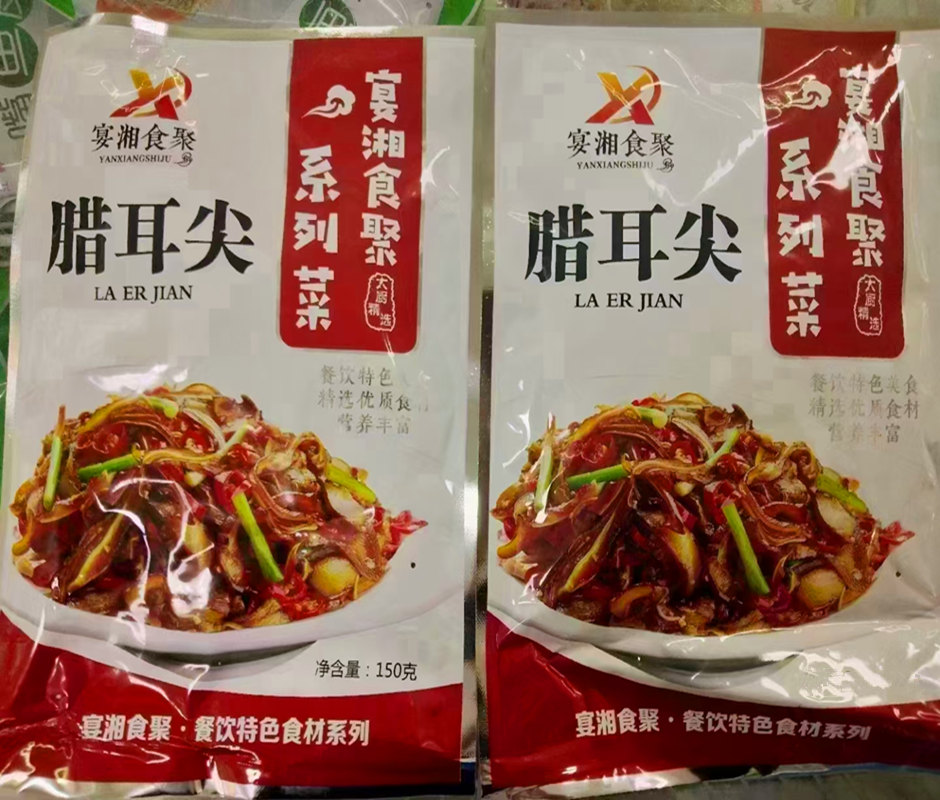 宴湘食聚
YANXIANGSHIJU
腊耳尖
LA ER JIAN
宴湘食聚
系列菜
大厨
精选
餐饮特色
精选优质食材
营养丰富
净含量：150克
宴湘食聚·餐饮特色食材系列
宴湘食聚
YANXIANGSHIJU
腊耳尖
LA ER JIAN
宴湘食聚
系列菜
大厨
精选
餐饮特色美食
精选优质食材
营养丰富
宴湘食聚·餐饮特色食材系列